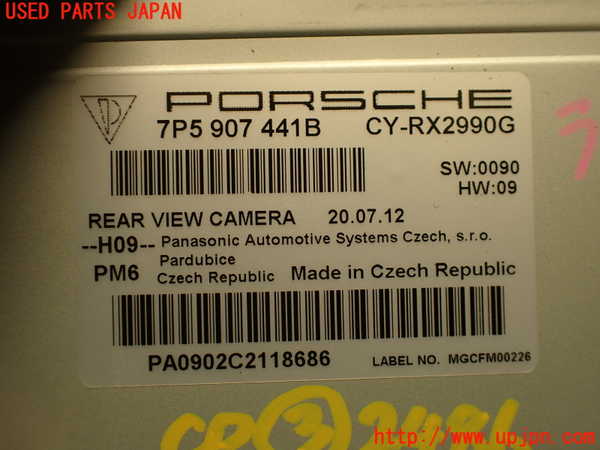 USED PARTS JAPAN
PORSCHE
7P5 907 441B CY-RX2990G
SW:0090
HW:09
REAR VIEW CAMERA 20.07.12
--H09-- Panasonic Automotive Systems Czech, s.r.o.
Pardubice
PM6 Czech Republic Made in Czech Republic
PA0902C2118686 LABEL NO. MGCFM00226
http://www.upjpn.com